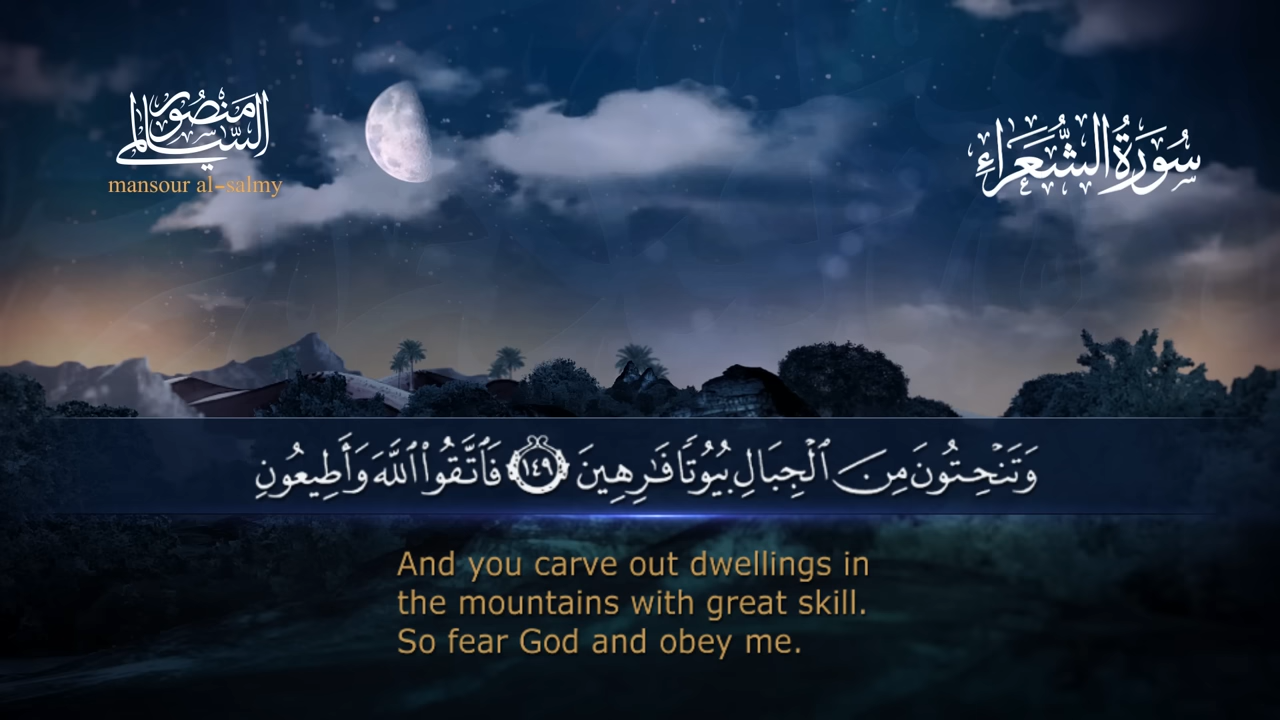 منصور
السالمي
mansour al-salmy
سُورَةُ الشُّعَرَاءِ
وَتَنْحِتُونَ مِنَ ٱلْجِبَالِ بُيُوتًا فَٰرِهِينَ ١٤٩ فَٱتَّقُوا۟ ٱللَّهَ وَأَطِيعُونِ
And you carve out dwellings in
the mountains with great skill.
So fear God and obey me.